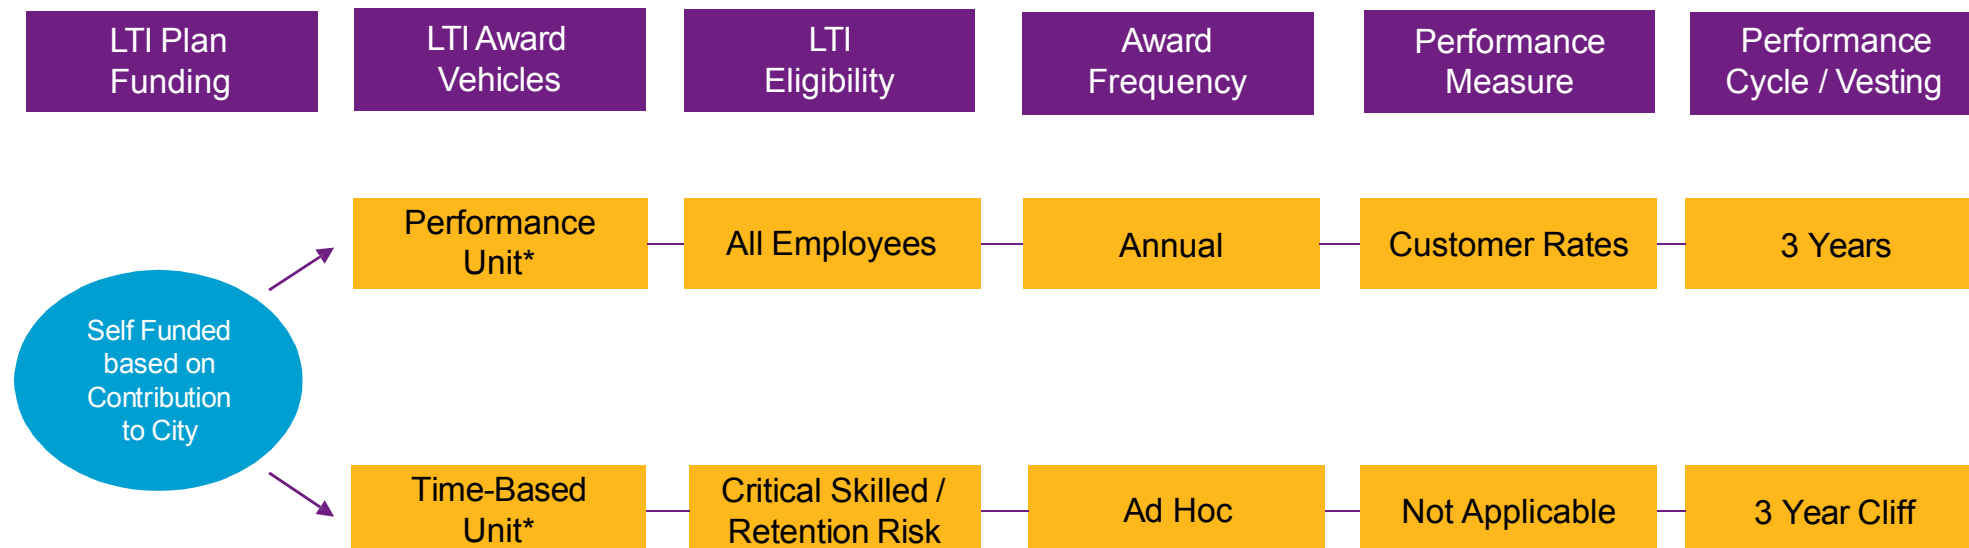 LTI Plan
Funding
LTI Award
Vehicles
LTI
Eligibility
Award
Frequency
Performance
Measure
Performance
Cycle / Vesting
Self Funded
based on
Contribution
to City
Performance
Unit*
All Employees
Annual
Customer Rates
3 Years
Time-Based
Unit*
Critical Skilled /
Retention Risk
Ad Hoc
Not Applicable
3 Year Cliff